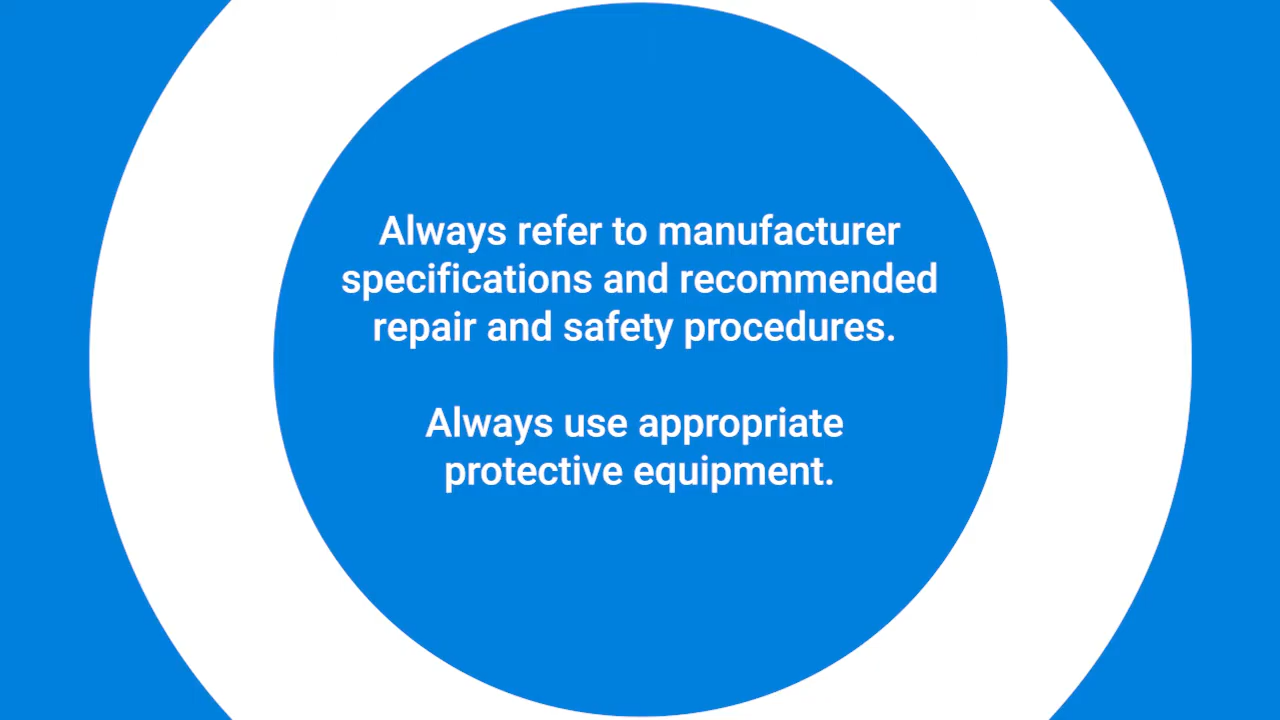 Always refer to manufacturer
specifications and recommended
repair and safety procedures.
Always use appropriate
protective equipment.